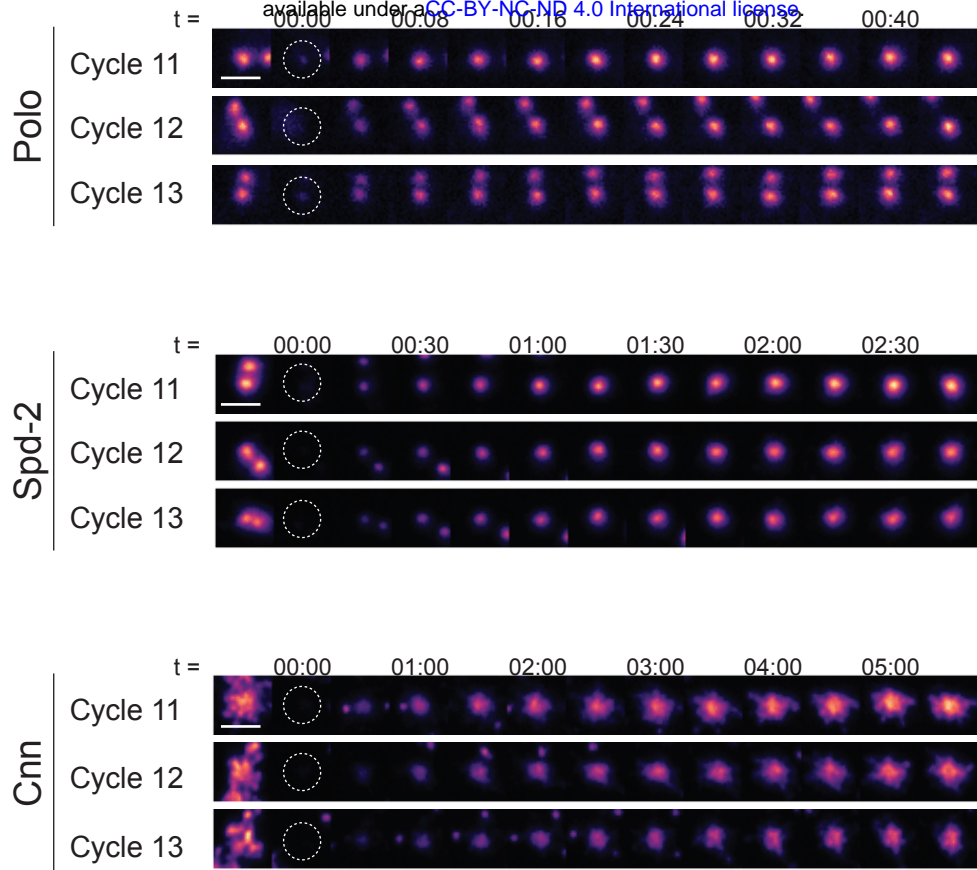 available under aCC-BY-NC-ND 4.0 International license.
t = 00:00 00:08 00:16 00:24 00:32 00:40
Polo
Cycle 11
Cycle 12
Cycle 13
t = 00:00 00:30 01:00 01:30 02:00 02:30
Spd-2
Cycle 11
Cycle 12
Cycle 13
t = 00:00 01:00 02:00 03:00 04:00 05:00
Cnn
Cycle 11
Cycle 12
Cycle 13